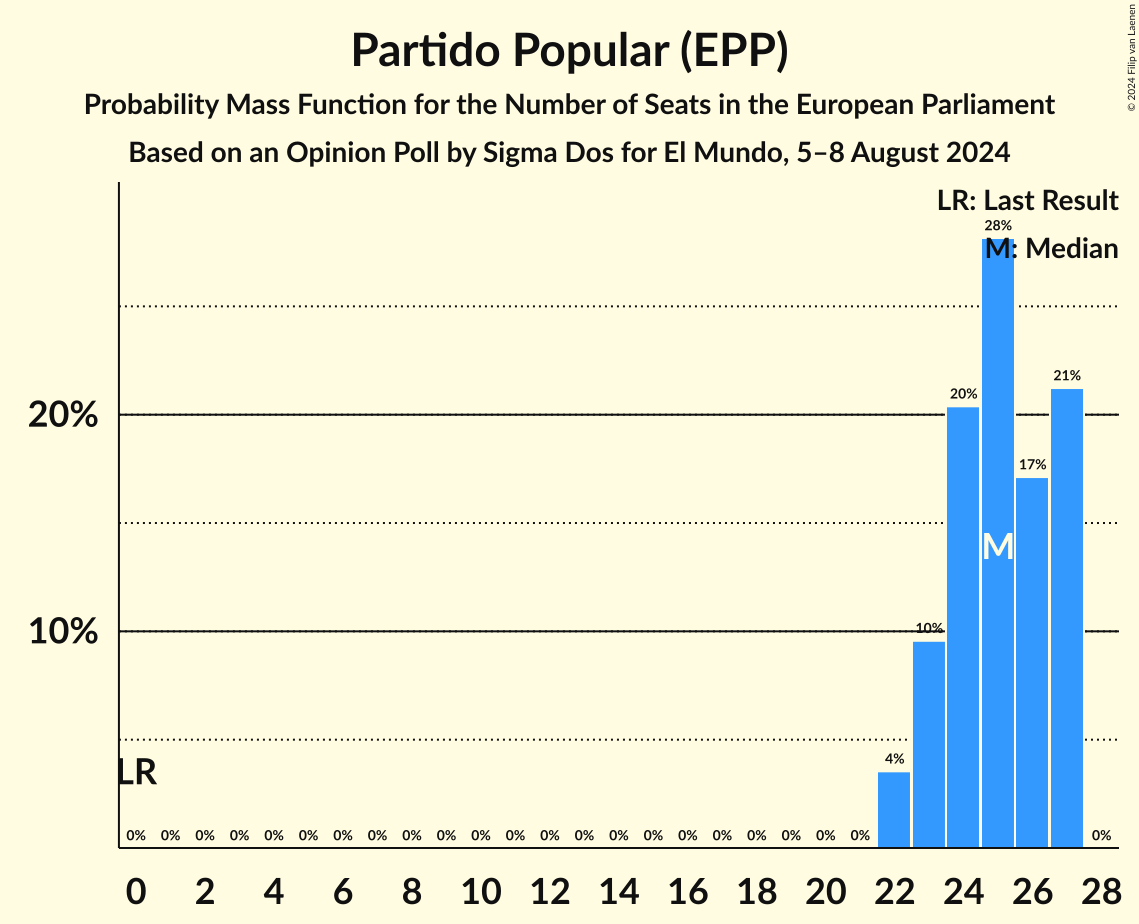 Partido Popular (EPP)
Probability Mass Function for the Number of Seats in the European Parliament
Based on an Opinion Poll by Sigma Dos for El Mundo, 5–8 August 2024
© 2024 Filip van Laenen
LR: Last Result
M: Median
28%
21%
20%
20%
17%
M
10%
10%
LR
4%
0% 0% 0% 0% 0% 0% 0% 0% 0% 0% 0% 0% 0% 0% 0% 0% 0% 0% 0% 0% 0% 0% 0%
0 2 4 6 8 10 12 14 16 18 20 22 24 26 28